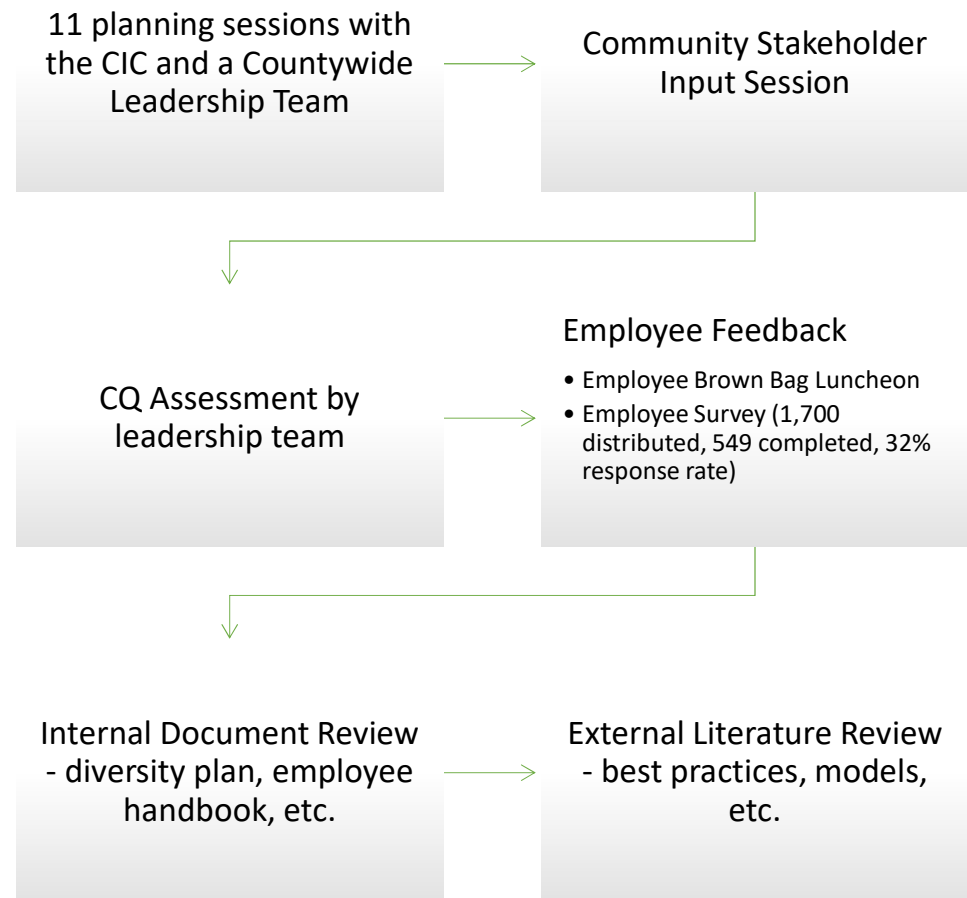 11 planning sessions with
the CIC and a Countywide
Leadership Team
Community Stakeholder
Input Session
CQ Assessment by
leadership team
Employee Feedback
• Employee Brown Bag Luncheon
• Employee Survey (1,700
distributed, 549 completed, 32%
response rate)
Internal Document Review
- diversity plan, employee
handbook, etc.
External Literature Review
- best practices, models,
etc.